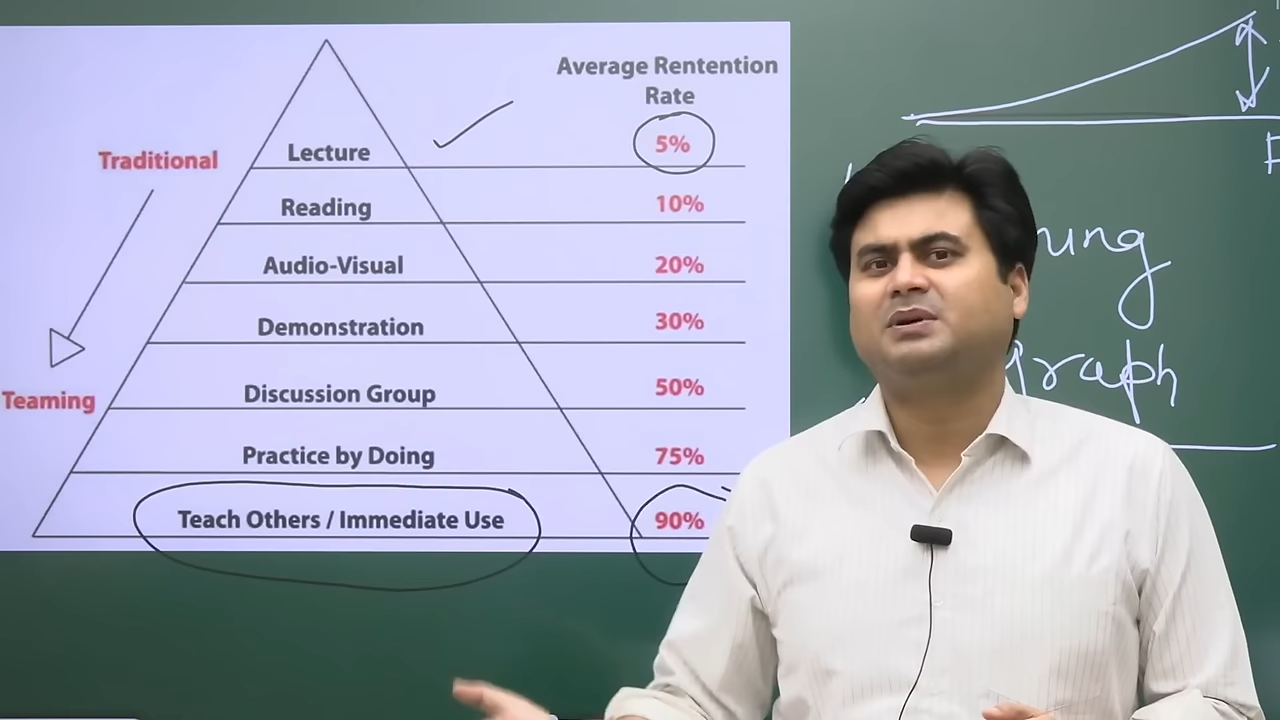 Average Rentention
Rate
Lecture
5%
Traditional
Reading
10%
Audio-Visual
20%
Demonstration
30%
Teaming
Discussion Group
50%
Practice by Doing
75%
Teach Others / Immediate Use
90%
graph